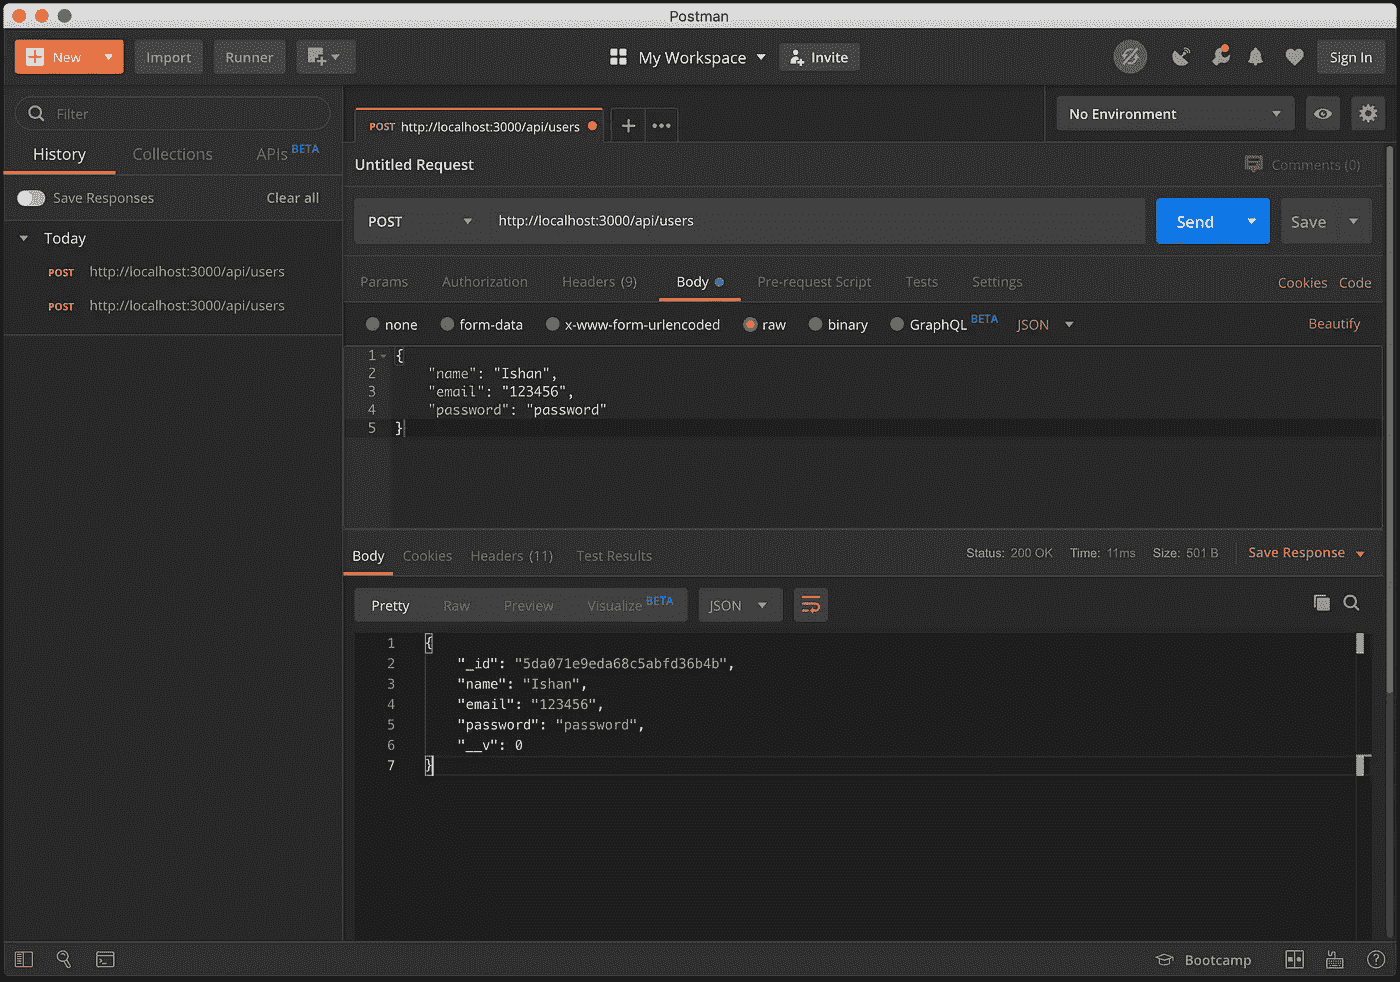 Postman
New
Import
Runner
My Workspace
Invite
Sign In
Filter
History
Collections
APIs BETA
Save Responses
Clear all
Today
POST http://localhost:3000/api/users
POST http://localhost:3000/api/users
POST http://localhost:3000/api/users
+
•••
No Environment
Untitled Request
Comments (0)
POST
http://localhost:3000/api/users
Send
Save
Params
Authorization
Headers (9)
Body
Pre-request Script
Tests
Settings
Cookies
Code
none
form-data
x-www-form-urlencoded
raw
binary
GraphQL BETA
JSON
Beautify
1 {
2 "name": "Ishan",
3 "email": "123456",
4 "password": "password"
5 }
Body
Cookies
Headers (11)
Test Results
Status: 200 OK
Time: 11ms
Size: 501 B
Save Response
Pretty
Raw
Preview
Visualize BETA
JSON
1 {
2 "_id": "5da071e9eda68c5abfd36b4b",
3 "name": "Ishan",
4 "email": "123456",
5 "password": "password",
6 "__v": 0
7 }
Bootcamp
?